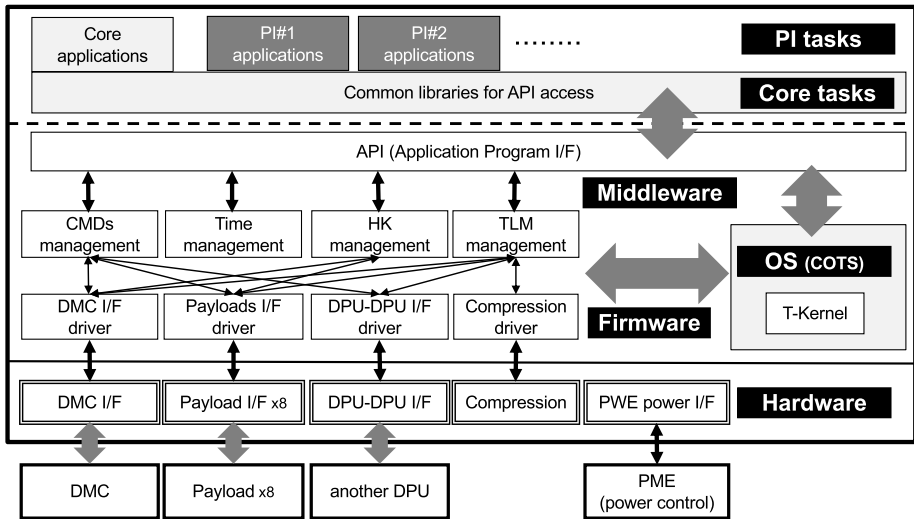 Core
applications
PI#1
applications
PI#2
applications
........
PI tasks
Common libraries for API access
Core tasks
API (Application Program I/F)
Middleware
CMDs
management
Time
management
HK
management
TLM
management
OS (COTS)
T-Kernel
DMC I/F
driver
Payloads I/F
driver
DPU-DPU I/F
driver
Compression
driver
Firmware
DMC I/F
Payload I/F x8
DPU-DPU I/F
Compression
PWE power I/F
Hardware
DMC
Payload x8
another DPU
PME
(power control)